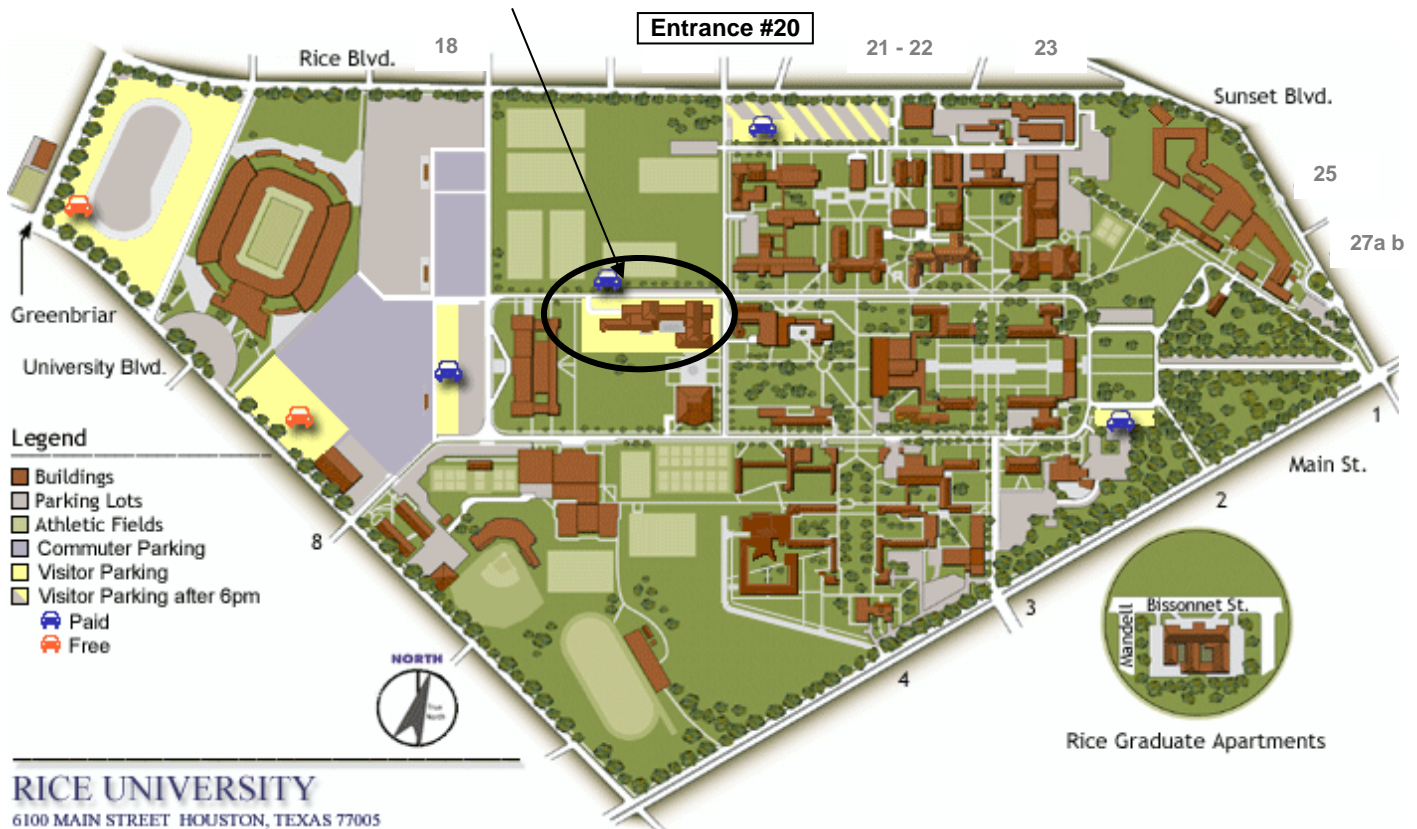 Entrance #20
18
21 - 22
23
Rice Blvd.
Sunset Blvd.
25
27a b
Greenbriar
University Blvd.
1
Main St.
2
Legend
Buildings
Parking Lots
Athletic Fields
Commuter Parking
Visitor Parking
Visitor Parking after 6pm
Paid
Free
8
3
4
NORTH
True
North
Bissonnet St.
Mandell
Rice Graduate Apartments
RICE UNIVERSITY
6100 MAIN STREET HOUSTON, TEXAS 77005